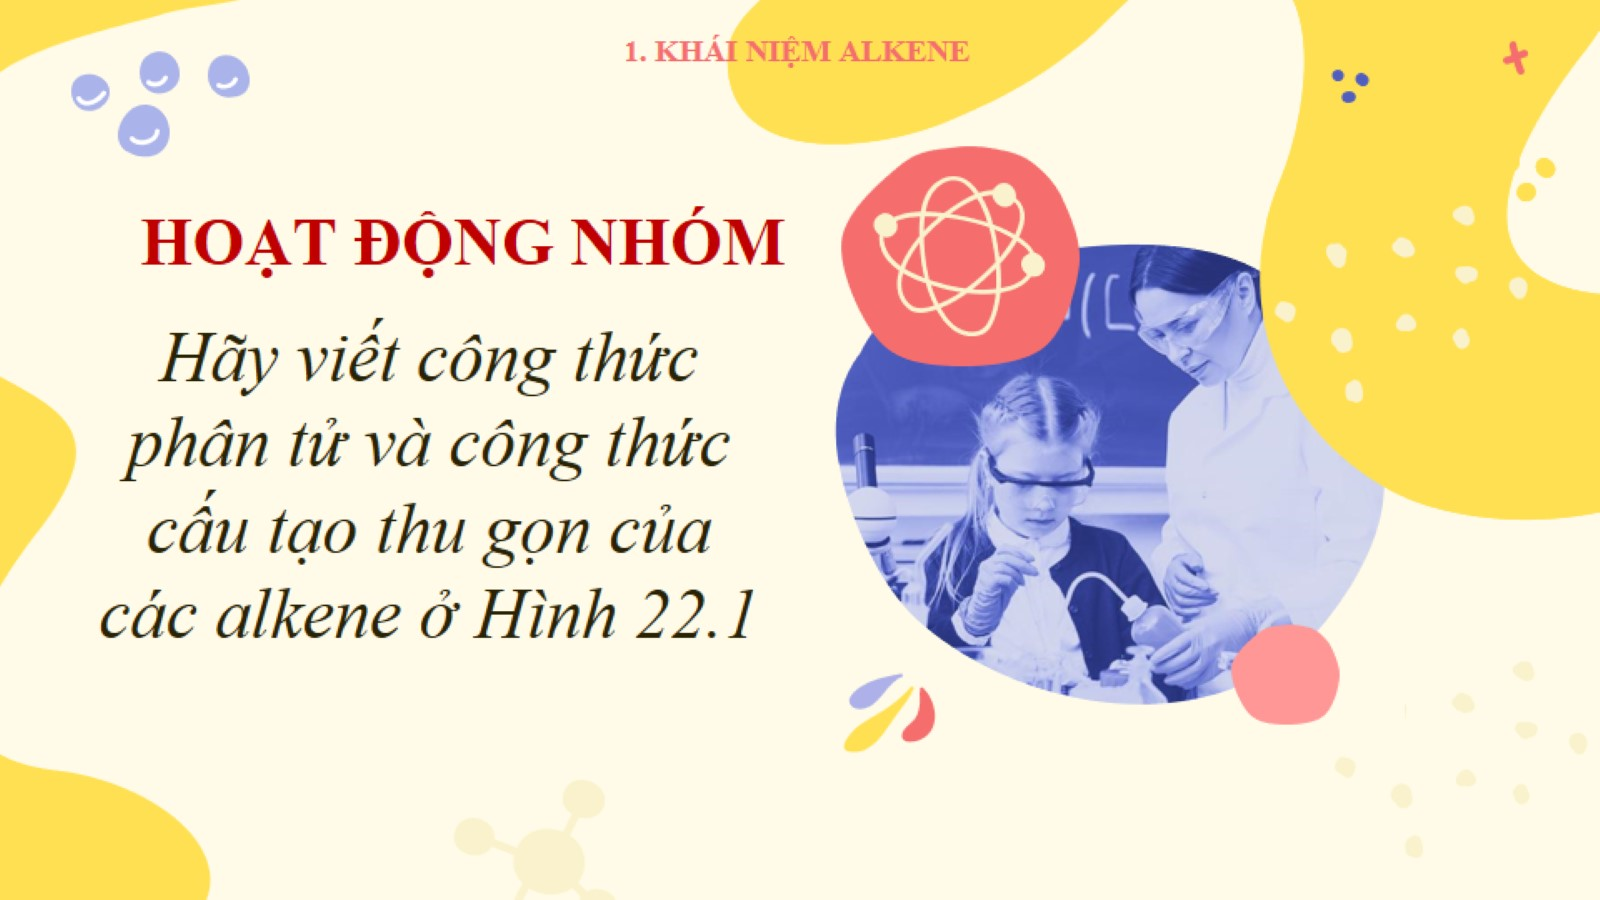 1. KHÁI NIỆM ALKENE
HOẠT ĐỘNG NHÓM
Hãy viết công thức
phân tử và công thức
cấu tạo thu gọn của
các alkene ở Hình 22.1